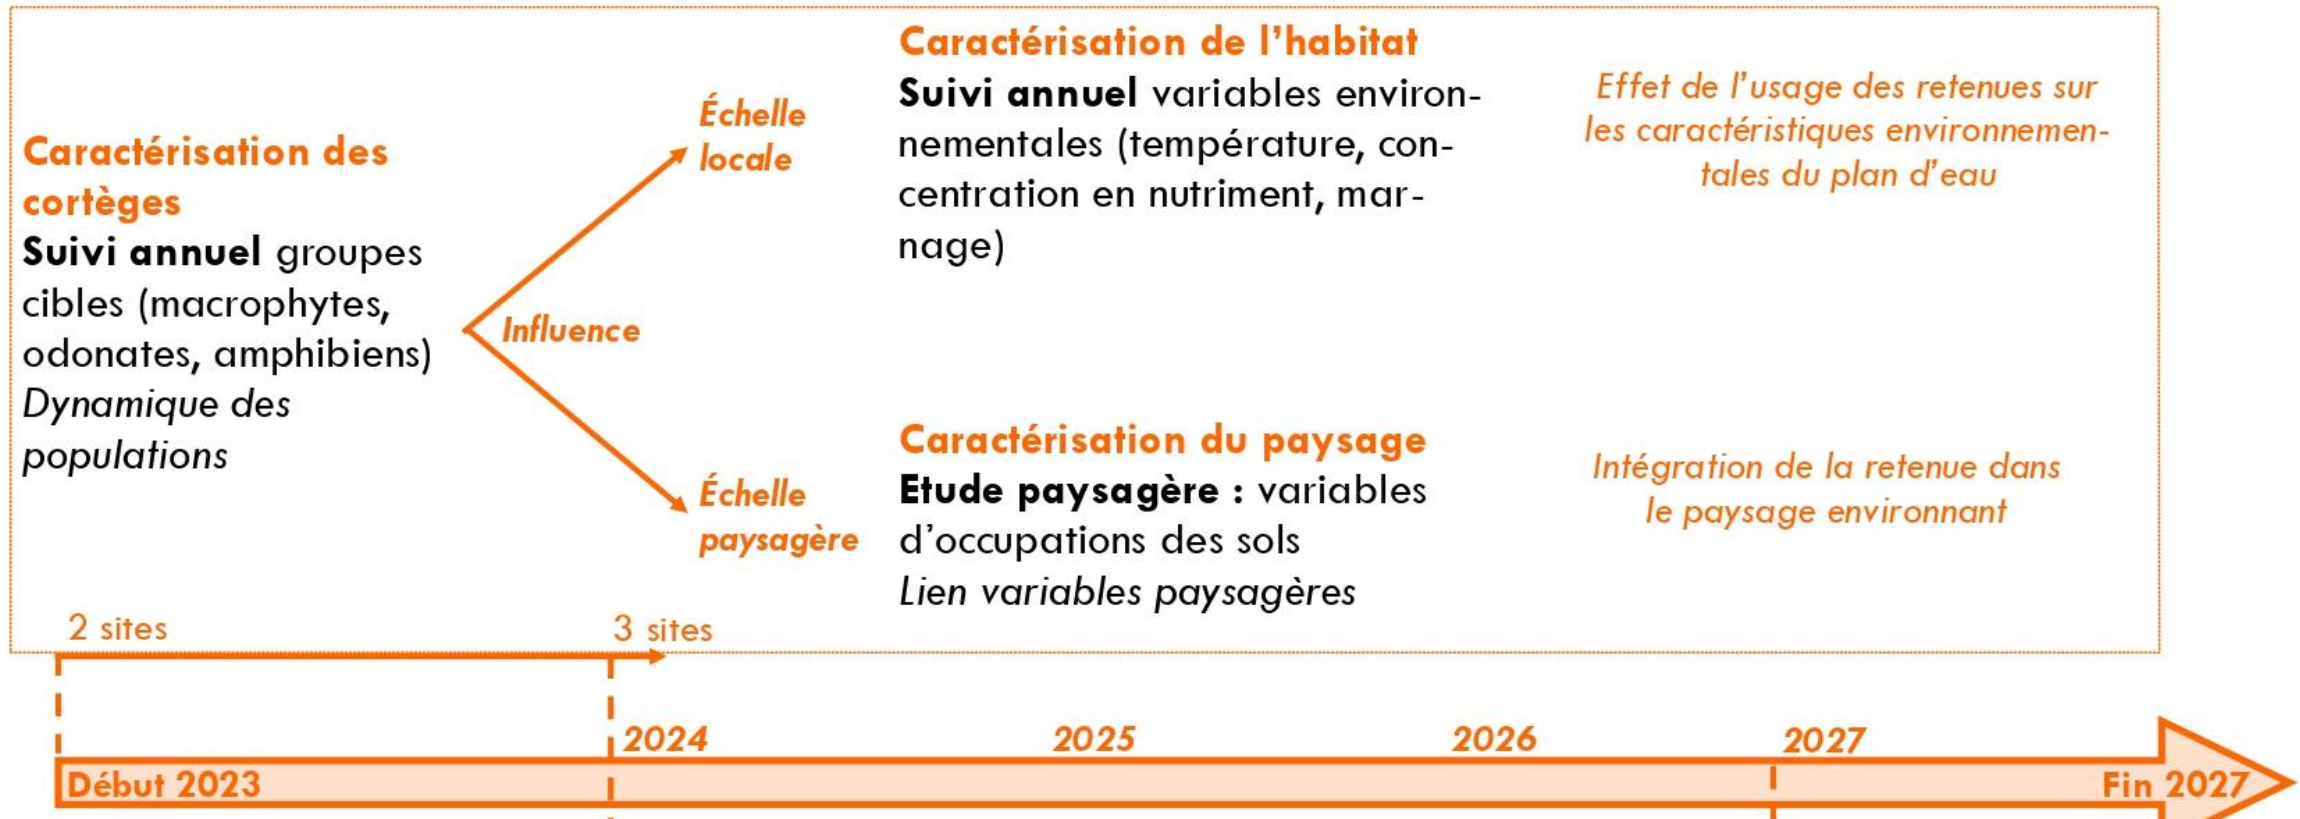 Caractérisation des
cortèges
Suivi annuel groupes
cibles (macrophytes,
odonates, amphibiens)
Dynamique des
populations
Influence
Échelle
locale
Échelle
paysagère
Caractérisation de l’habitat
Suivi annuel variables environ-
nementales (température, con-
centration en nutriment, mar-
nage)
Effet de l’usage des retenues sur
les caractéristiques environnemen-
tales du plan d’eau
Caractérisation du paysage
Etude paysagère : variables
d’occupations des sols
Lien variables paysagères
Intégration de la retenue dans
le paysage environnant
2 sites
3 sites
2024
2025
2026
2027
Début 2023
Fin 2027